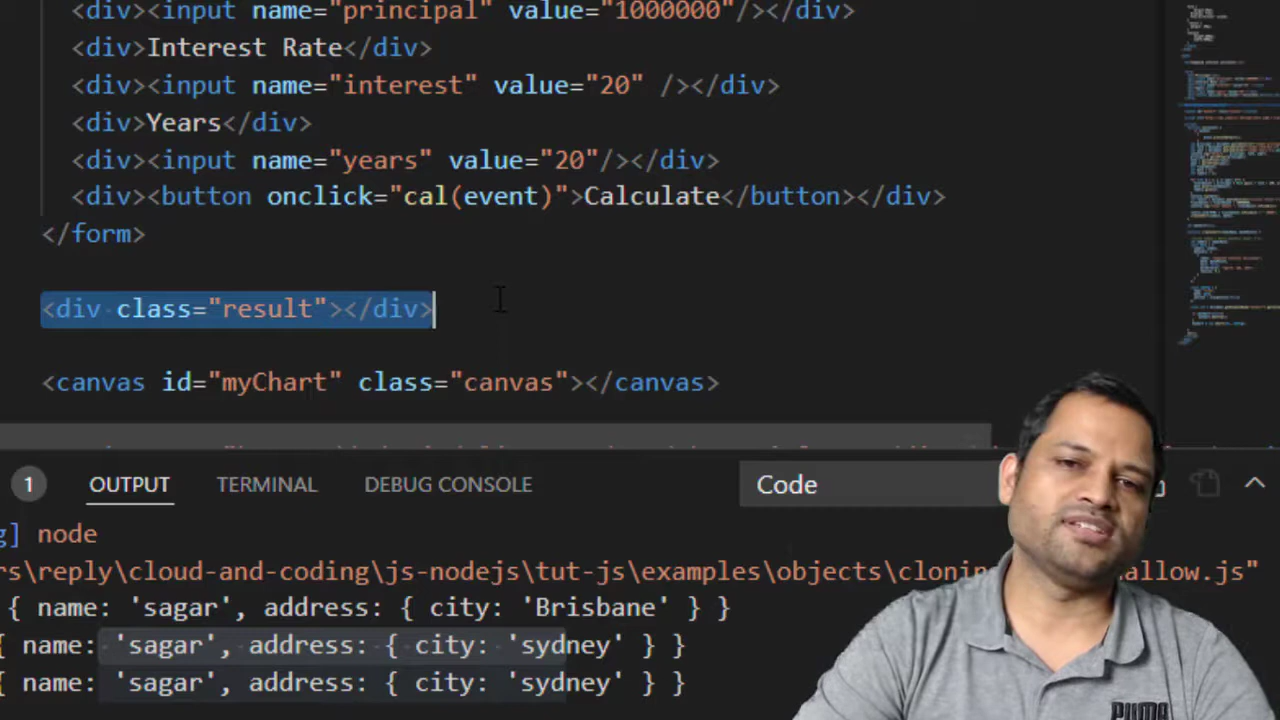 <div><input name="principal" value="1000000"/></div>
<div>Interest Rate</div>
<div><input name="interest" value="20" /></div>
<div>Years</div>
<div><input name="years" value="20"/></div>
<div><button onclick="cal(event)">Calculate</button></div>
</form>
<div class="result"></div>
<canvas id="myChart" class="canvas"></canvas>
1 OUTPUT TERMINAL DEBUG CONSOLE Code
g] node
rs\reply\cloud-and-coding\js-nodejs\tut-js\examples\objects\cloning allow.js"
{ name: 'sagar', address: { city: 'Brisbane' } }
{ name: 'sagar', address: { city: 'sydney' } }
{ name: 'sagar', address: { city: 'sydney' } }
PUMA